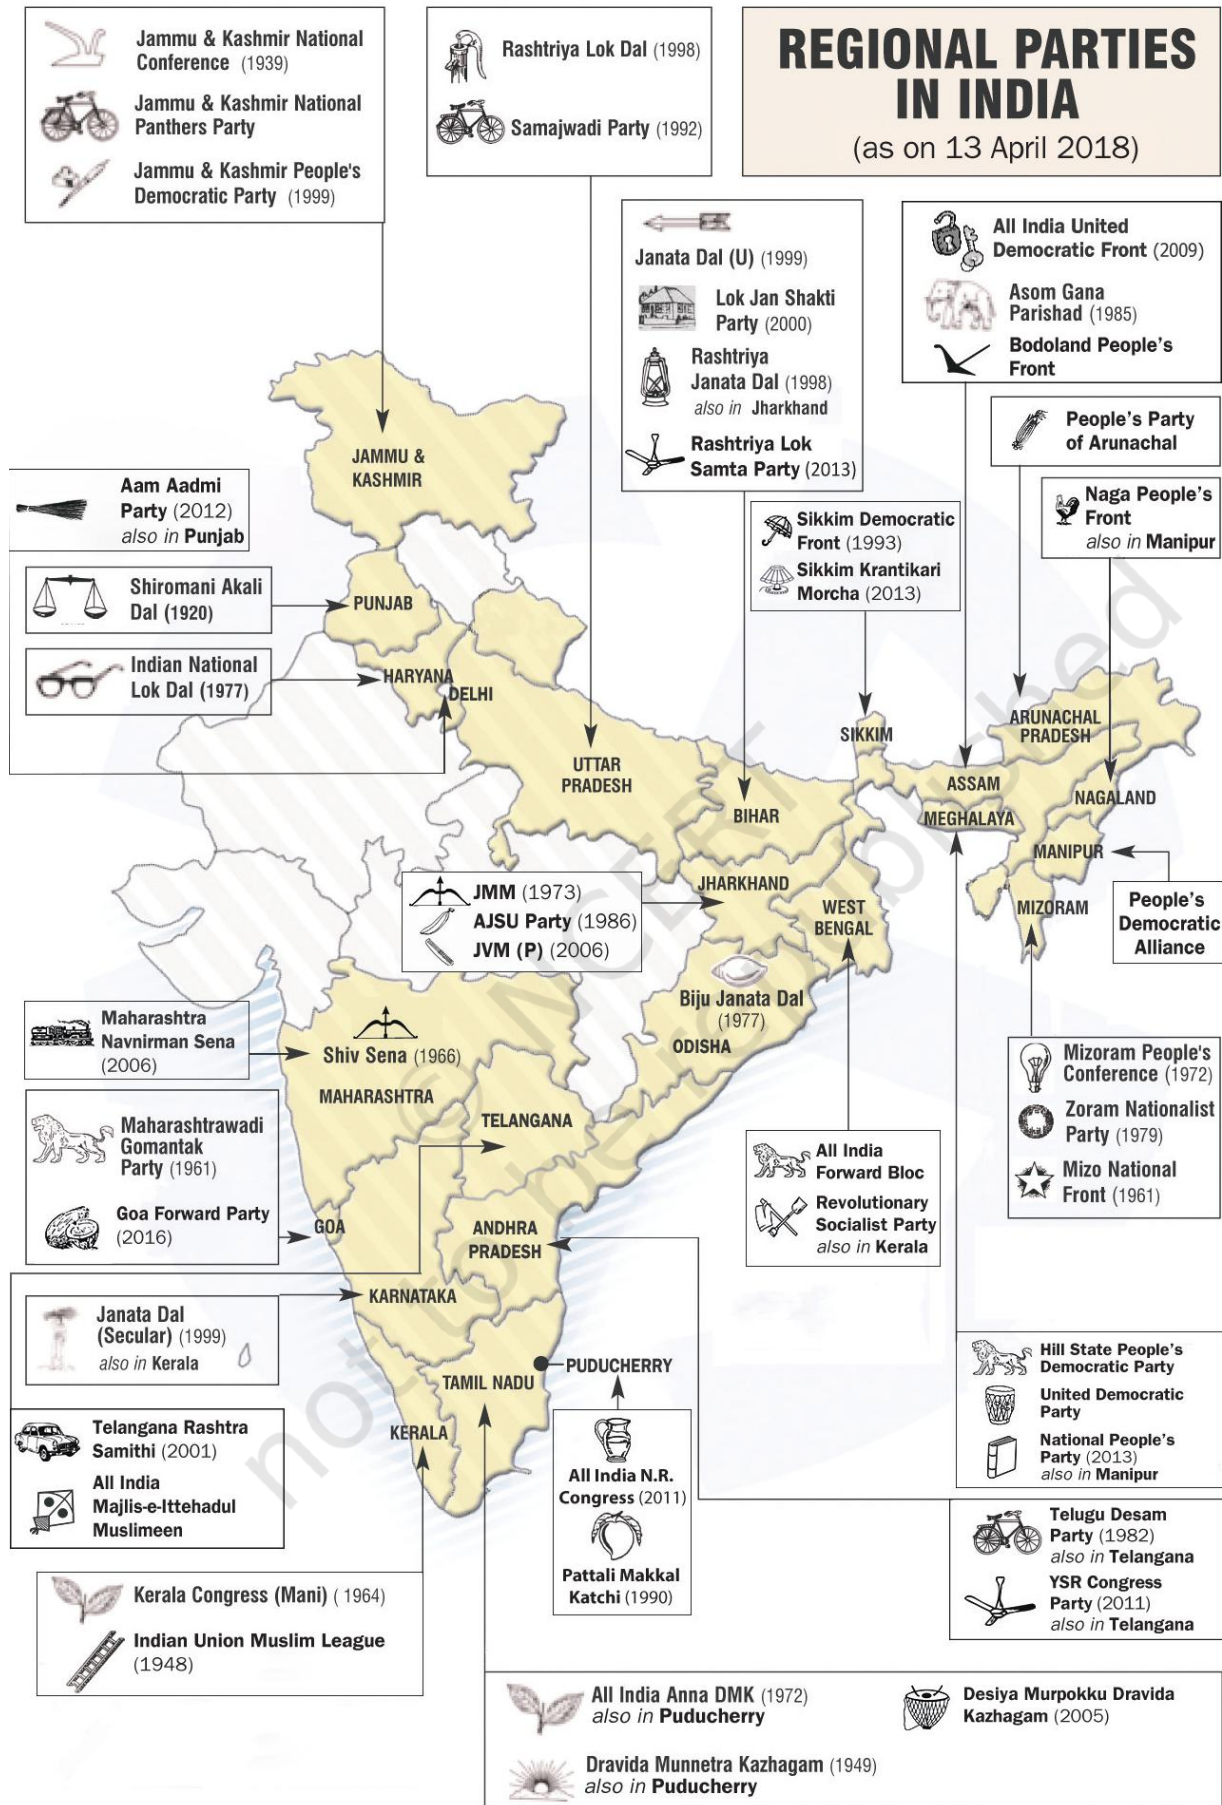 REGIONAL PARTIES
IN INDIA
(as on 13 April 2018)
Jammu & Kashmir National
Conference (1939)
Jammu & Kashmir National
Panthers Party
Jammu & Kashmir People's
Democratic Party (1999)
Rashtriya Lok Dal (1998)
Samajwadi Party (1992)
Janata Dal (U) (1999)
Lok Jan Shakti
Party (2000)
Rashtriya
Janata Dal (1998)
also in Jharkhand
Rashtriya Lok
Samta Party (2013)
All India United
Democratic Front (2009)
Asom Gana
Parishad (1985)
Bodoland People's
Front
People's Party
of Arunachal
Naga People's
Front
also in Manipur
Sikkim Democratic
Front (1993)
Sikkim Krantikari
Morcha (2013)
Aam Aadmi
Party (2012)
also in Punjab
Shiromani Akali
Dal (1920)
Indian National
Lok Dal (1977)
JAMMU &
KASHMIR
PUNJAB
HARYANA
DELHI
UTTAR
PRADESH
BIHAR
SIKKIM
ARUNACHAL
PRADESH
ASSAM
NAGALAND
MEGHALAYA
MANIPUR
MIZORAM
JHARKHAND
WEST
BENGAL
JMM (1973)
AJSU Party (1986)
JVM (P) (2006)
People's
Democratic
Alliance
Biju Janata Dal
(1977)
ODISHA
Maharashtra
Navnirman Sena
(2006)
Shiv Sena (1966)
MAHARASHTRA
TELANGANA
Maharashtrawadi
Gomantak
Party (1961)
Goa Forward Party
(2016)
GOA
ANDHRA
PRADESH
KARNATAKA
All India
Forward Bloc
Revolutionary
Socialist Party
also in Kerala
Mizoram People's
Conference (1972)
Zoram Nationalist
Party (1979)
Mizo National
Front (1961)
Janata Dal
(Secular) (1999)
also in Kerala
PUDUCHERRY
TAMIL NADU
KERALA
Hill State People's
Democratic Party
United Democratic
Party
National People's
Party (2013)
also in Manipur
Telangana Rashtra
Samithi (2001)
All India
Majlis-e-Ittehadul
Muslimeen
All India N.R.
Congress (2011)
Pattali Makkal
Katchi (1990)
Telugu Desam
Party (1982)
also in Telangana
YSR Congress
Party (2011)
also in Telangana
Kerala Congress (Mani) ( 1964)
Indian Union Muslim League
(1948)
All India Anna DMK (1972)
also in Puducherry
Desiya Murpokku Dravida
Kazhagam (2005)
Dravida Munnetra Kazhagam (1949)
also in Puducherry
© NCERT
not to be republished